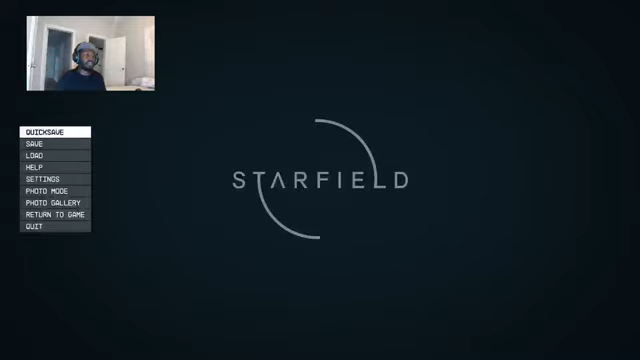 QUICKSAVE
SAVE
LOAD
HELP
SETTINGS
PHOTO MODE
PHOTO GALLERY
RETURN TO GAME
QUIT
STARFIELD